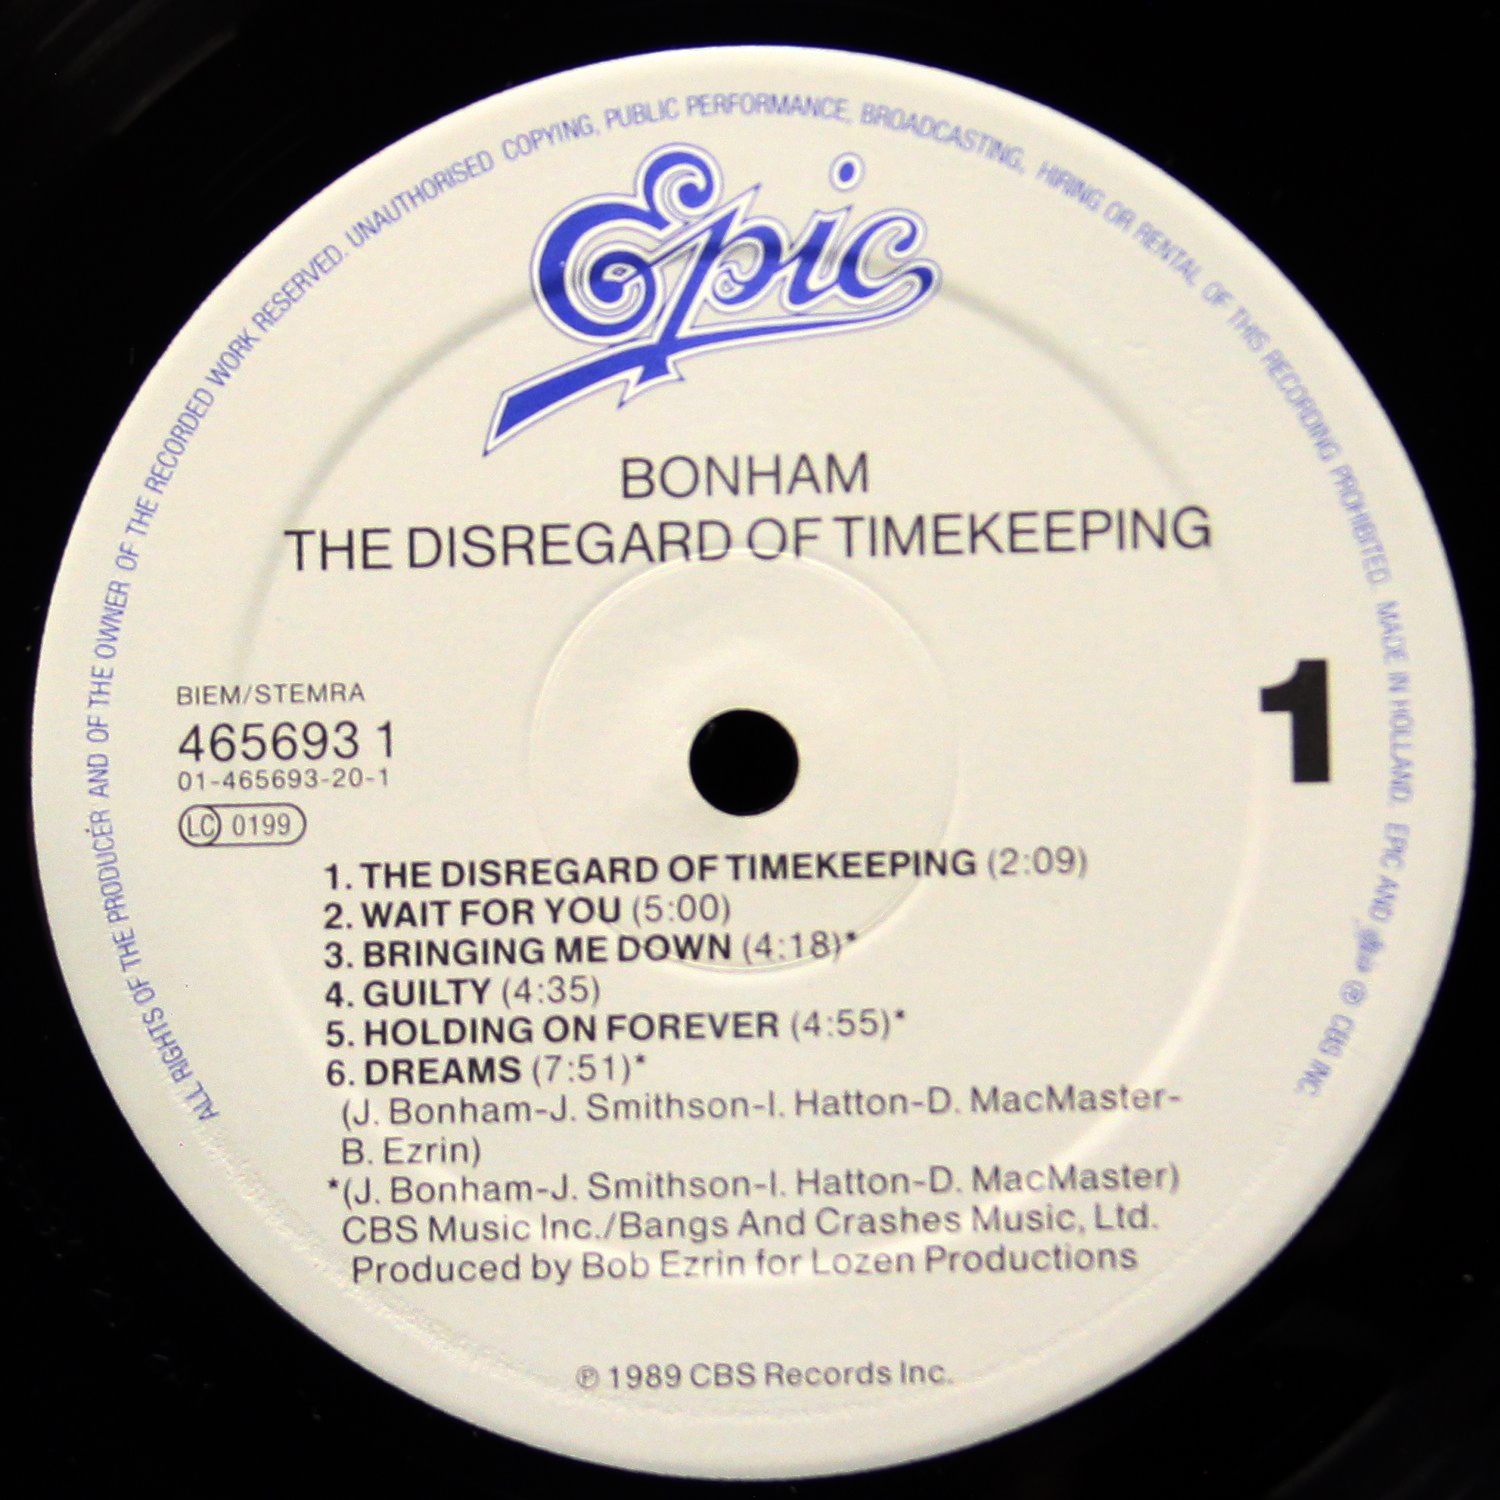 ALL RIGHTS OF THE PRODUCER AND OF THE OWNER OF THE RECORDED WORK RESERVED. UNAUTHORISED COPYING, PUBLIC PERFORMANCE, BROADCASTING, HIRING OR RENTAL OF THIS RECORDING PROHIBITED. MADE IN HOLLAND. EPIC AND ℗ CBS INC.
Epic
BONHAM
THE DISREGARD OF TIMEKEEPING
BIEM/STEMRA
465693 1
01-465693-20-1
LC 0199
1
1. THE DISREGARD OF TIMEKEEPING (2:09)
2. WAIT FOR YOU (5:00)
3. BRINGING ME DOWN (4:18)*
4. GUILTY (4:35)
5. HOLDING ON FOREVER (4:55)*
6. DREAMS (7:51)*
(J. Bonham-J. Smithson-I. Hatton-D. MacMaster-
B. Ezrin)
*(J. Bonham-J. Smithson-I. Hatton-D. MacMaster)
CBS Music Inc./Bangs And Crashes Music, Ltd.
Produced by Bob Ezrin for Lozen Productions
℗ 1989 CBS Records Inc.